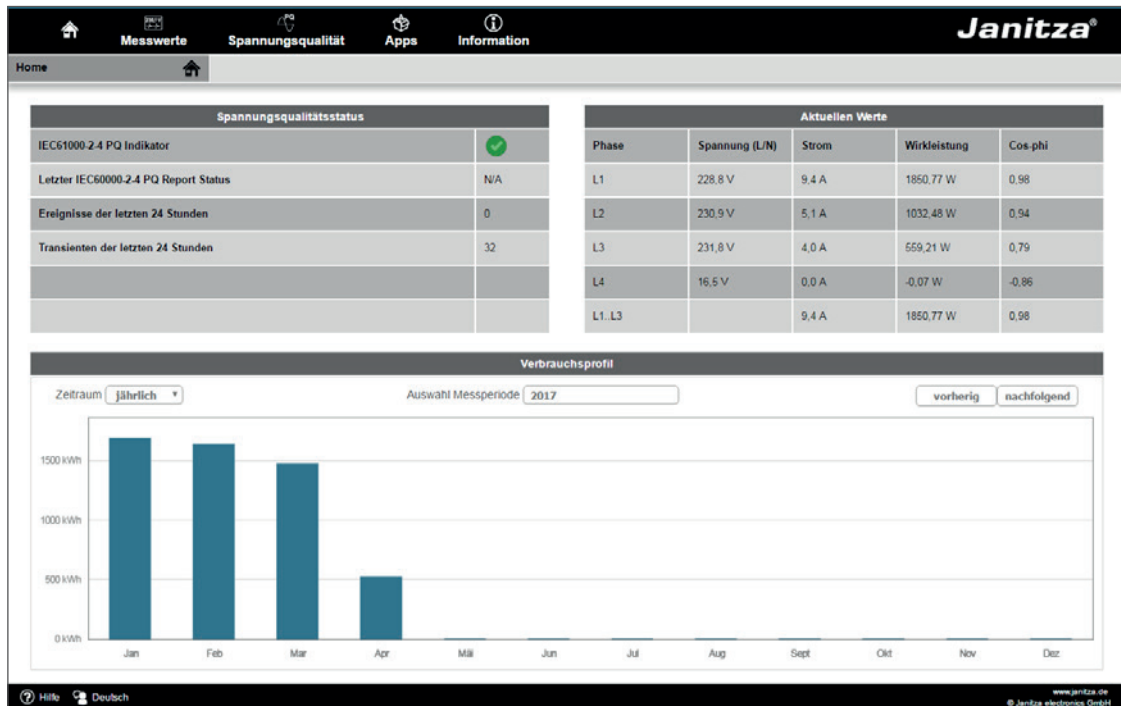 Messwerte Spannungsqualität Apps Information Janitza®
Home
Spannungsqualitätsstatus
IEC61000-2-4 PQ Indikator
Letzter IEC60000-2-4 PQ Report Status N/A
Ereignisse der letzten 24 Stunden 0
Transienten der letzten 24 Stunden 32
Aktuellen Werte
Phase Spannung (L/N) Strom Wirkleistung Cos-phi
L1 228,8 V 9,4 A 1850,77 W 0,98
L2 230,9 V 5,1 A 1032,48 W 0,94
L3 231,8 V 4,0 A 559,21 W 0,79
L4 16,5 V 0,0 A -0,07 W -0,86
L1..L3 9,4 A 1850,77 W 0,98
Verbrauchsprofil
Zeitraum jährlich Auswahl Messperiode 2017 vorherig nachfolgend
1500 kWh
1000 kWh
500 kWh
0 kWh
Jan Feb Mar Apr Mäi Jun Jul Aug Sept Okt Nov Dez
Hilfe Deutsch www.janitza.de
© Janitza electronics GmbH